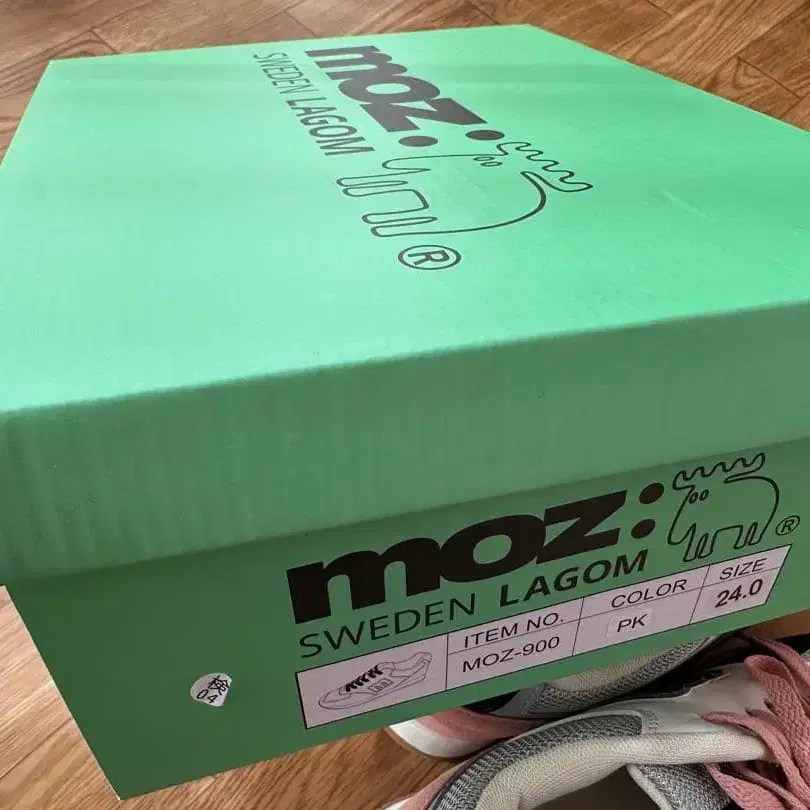 moz:
SWEDEN LAGOM
®
moz:
®
SWEDEN LAGOM
ITEM NO. COLOR SIZE
MOZ-900 PK 24.0
検
04